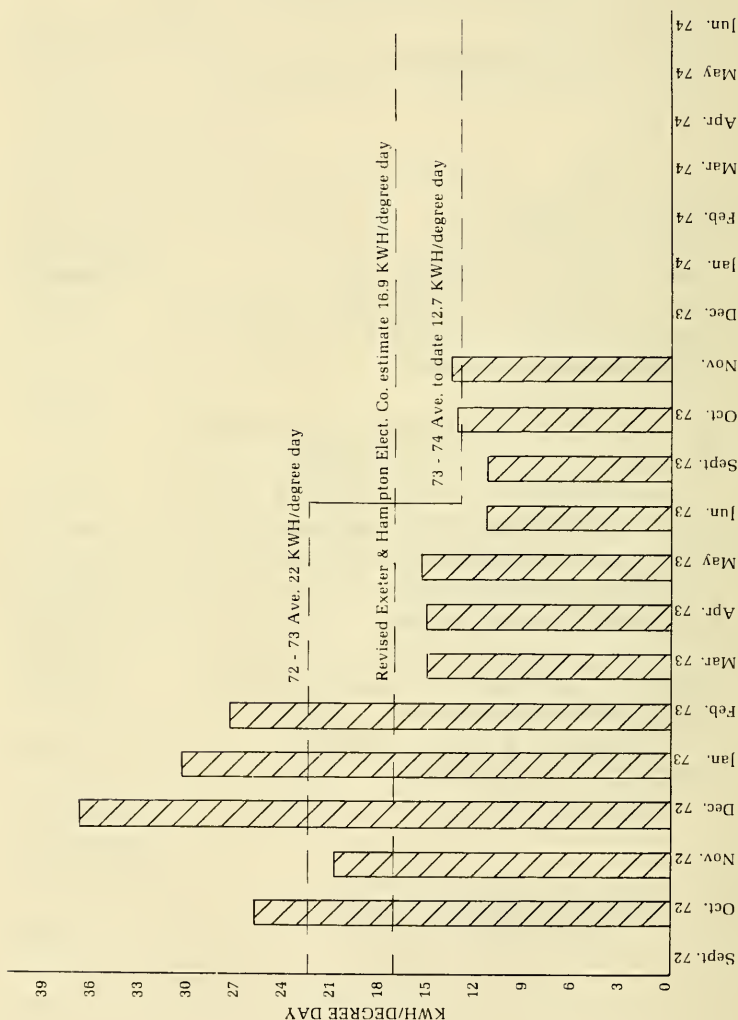 Jun. 74
May 74
Apr. 74
Mar. 74
Feb. 74
Jan. 74
Dec. 73
Nov.
Oct. 73
Sept. 73
Jun. 73
May 73
Apr. 73
Mar. 73
Feb. 73
Jan. 73
Dec. 72
Nov. 72
Oct. 72
Sept. 72
72 - 73 Ave. 22 KWH/degree day
Revised Exeter & Hampton Elect. Co. estimate 16.9 KWH/degree day
73 - 74 Ave. to date 12.7 KWH/degree day
39
36
33
30
27
24
21
18
15
12
9
6
3
0
KWH/DEGREE DAY